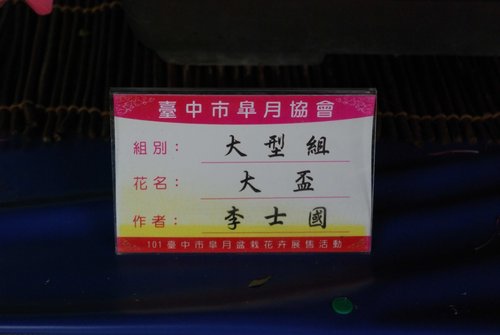 臺中市皐月協會
組別： 大型組
花名： 大盃
作者： 李士國
101臺中市皐月盆栽花卉展售活動